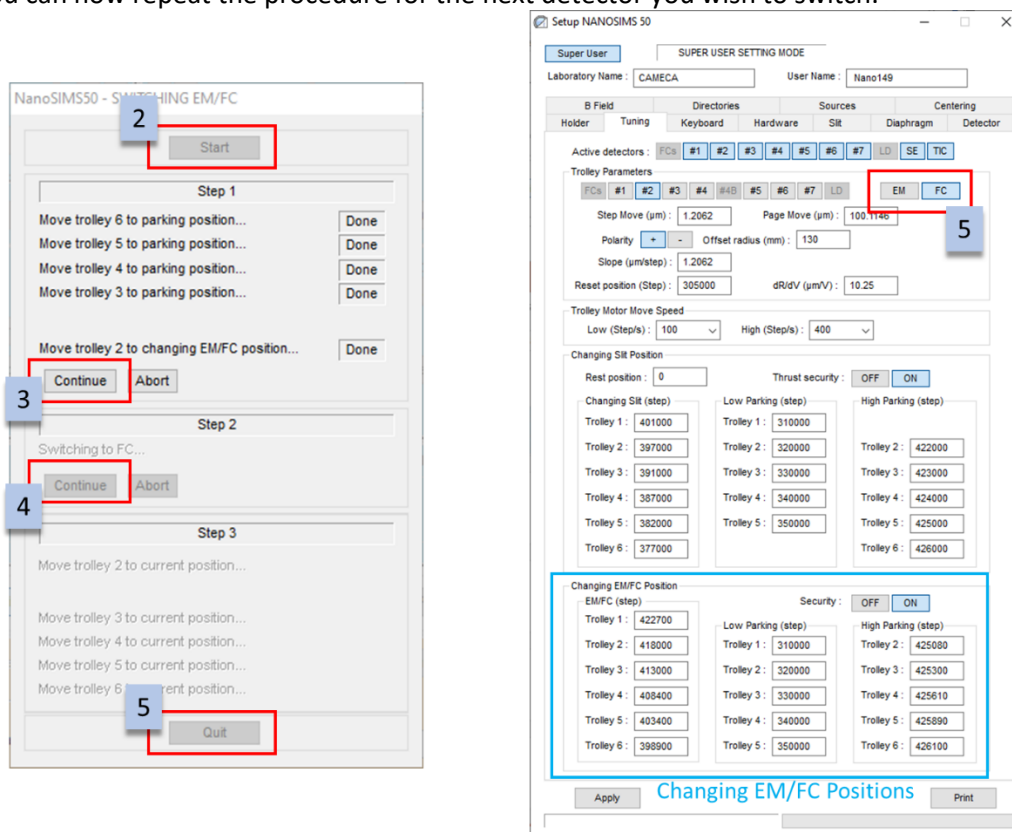 ou can now repeat the procedure for the next detector you wish to switch.
NanoSIMS50 - SWITCHING EM/FC
2
Start
Step 1
Move trolley 6 to parking position... Done
Move trolley 5 to parking position... Done
Move trolley 4 to parking position... Done
Move trolley 3 to parking position... Done
Move trolley 2 to changing EM/FC position... Done
Continue Abort
3
Step 2
Switching to FC...
Continue Abort
4
Step 3
Move trolley 2 to current position...
Move trolley 3 to current position...
Move trolley 4 to current position...
Move trolley 5 to current position...
Move trolley 6 to current position...
5
Quit
Setup NANOSIMS 50
Super User SUPER USER SETTING MODE
Laboratory Name : CAMECA User Name : Nano149
B Field Directories Sources Centering
Holder Tuning Keyboard Hardware Slit Diaphragm Detector
Active detectors : FCs #1 #2 #3 #4 #5 #6 #7 LD SE TIC
Trolley Parameters
FCs #1 #2 #3 #4 #4B #5 #6 #7 LD EM FC
5
Step Move (µm) : 1.2062 Page Move (µm) : 100.1146
Polarity + - Offset radius (mm) : 130
Slope (µm/step) : 1.2062
Reset position (Step) : 305000 dR/dV (µm/V) : 10.25
Trolley Motor Move Speed
Low (Step/s) : 100 High (Step/s) : 400
Changing Slit Position
Rest position : 0 Thrust security : OFF ON
Changing Slit (step) Low Parking (step) High Parking (step)
Trolley 1 : 401000 Trolley 1 : 310000
Trolley 2 : 397000 Trolley 2 : 320000 Trolley 2 : 422000
Trolley 3 : 391000 Trolley 3 : 330000 Trolley 3 : 423000
Trolley 4 : 387000 Trolley 4 : 340000 Trolley 4 : 424000
Trolley 5 : 382000 Trolley 5 : 350000 Trolley 5 : 425000
Trolley 6 : 377000 Trolley 6 : 426000
Changing EM/FC Position
EM/FC (step) Security : OFF ON
Trolley 1 : 422700 Low Parking (step) High Parking (step)
Trolley 2 : 418000 Trolley 1 : 310000 Trolley 2 : 425080
Trolley 3 : 413000 Trolley 2 : 320000 Trolley 3 : 425300
Trolley 4 : 408400 Trolley 3 : 330000 Trolley 4 : 425610
Trolley 5 : 403400 Trolley 4 : 340000 Trolley 5 : 425890
Trolley 6 : 398900 Trolley 5 : 350000 Trolley 6 : 426100
Apply Changing EM/FC Positions Print